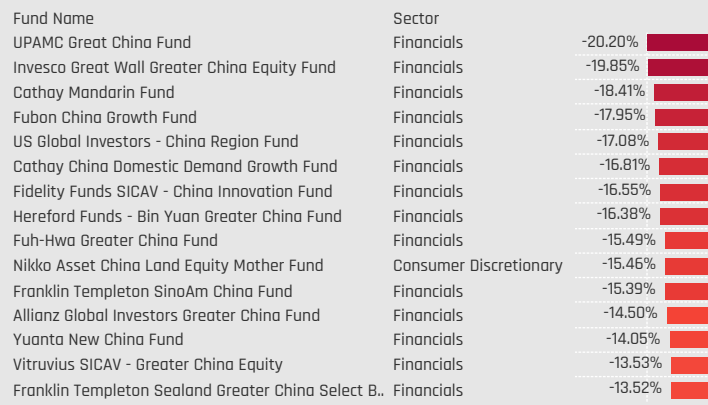 Fund Name Sector
UPAMC Great China Fund Financials -20.20%
Invesco Great Wall Greater China Equity Fund Financials -19.85%
Cathay Mandarin Fund Financials -18.41%
Fubon China Growth Fund Financials -17.95%
US Global Investors - China Region Fund Financials -17.08%
Cathay China Domestic Demand Growth Fund Financials -16.81%
Fidelity Funds SICAV - China Innovation Fund Financials -16.55%
Hereford Funds - Bin Yuan Greater China Fund Financials -16.38%
Fuh-Hwa Greater China Fund Financials -15.49%
Nikko Asset China Land Equity Mother Fund Consumer Discretionary -15.46%
Franklin Templeton SinoAm China Fund Financials -15.39%
Allianz Global Investors Greater China Fund Financials -14.50%
Yuanta New China Fund Financials -14.05%
Vitruvius SICAV - Greater China Equity Financials -13.53%
Franklin Templeton Sealand Greater China Select B.. Financials -13.52%